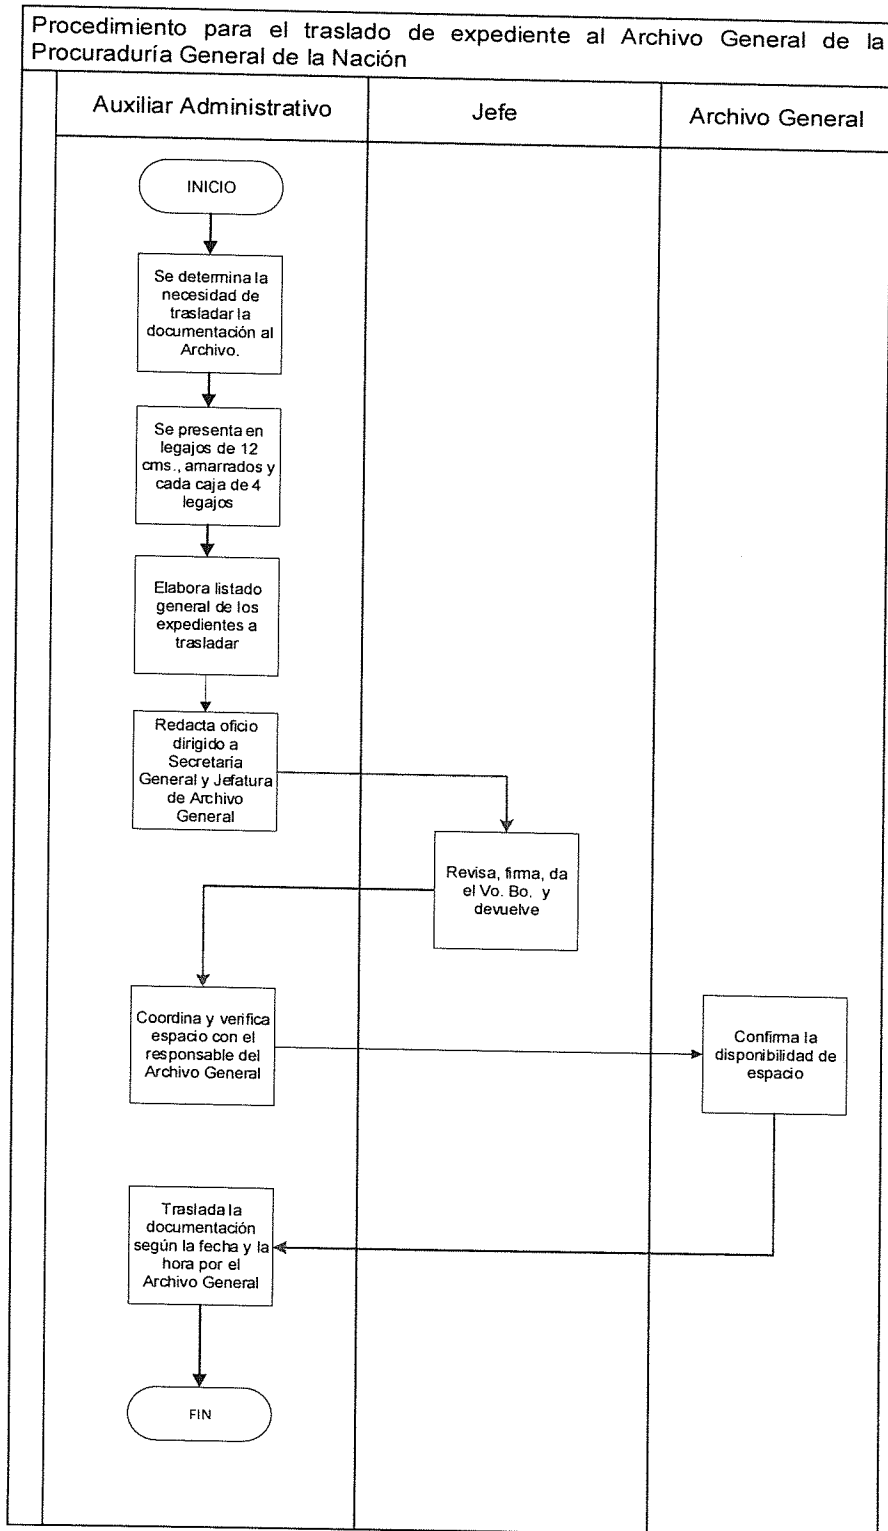 Procedimiento para el traslado de expediente al Archivo General de la
Procuraduría General de la Nación
Auxiliar Administrativo
Jefe
Archivo General
INICIO
Se determina la
necesidad de
trasladar la
documentación al
Archivo.
Se presenta en
legajos de 12
cms., amarrados y
cada caja de 4
legajos
Elabora listado
general de los
expedientes a
trasladar
Redacta oficio
dirigido a
Secretaría
General y Jefatura
de Archivo
General
Revisa, firma, da
el Vo. Bo. y
devuelve
Coordina y verifica
espacio con el
responsable del
Archivo General
Confirma la
disponibilidad de
espacio
Traslada la
documentación
según la fecha y la
hora por el
Archivo General
FIN